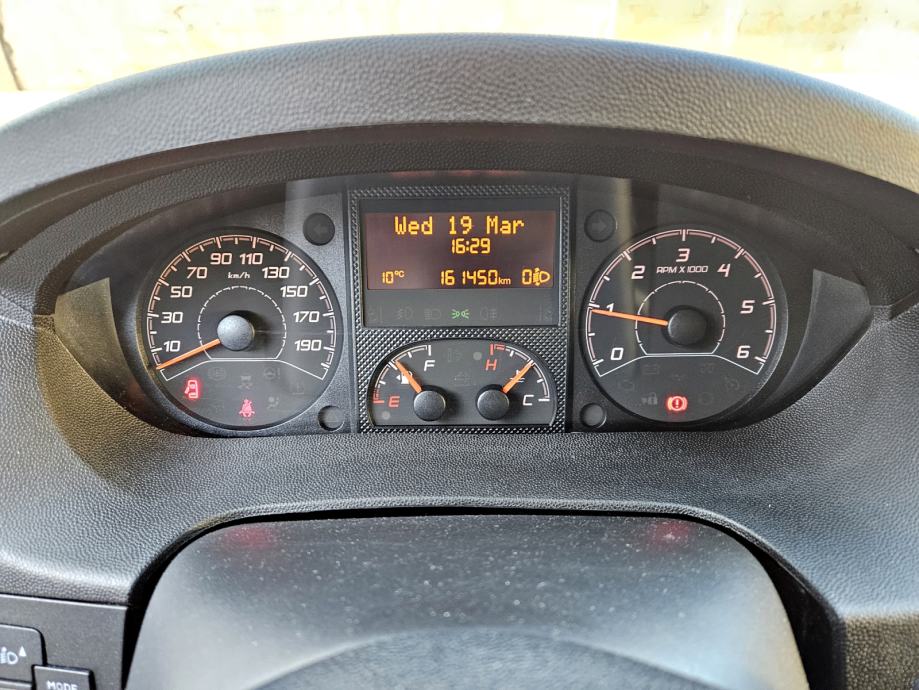 Wed 19 Mar
16:29
10°C 161450km 0
10 30 50 70 90 110 130 150 170 190
km/h
0 1 2 3 4 5 6
RPM X 1000
E F
H C
MODE